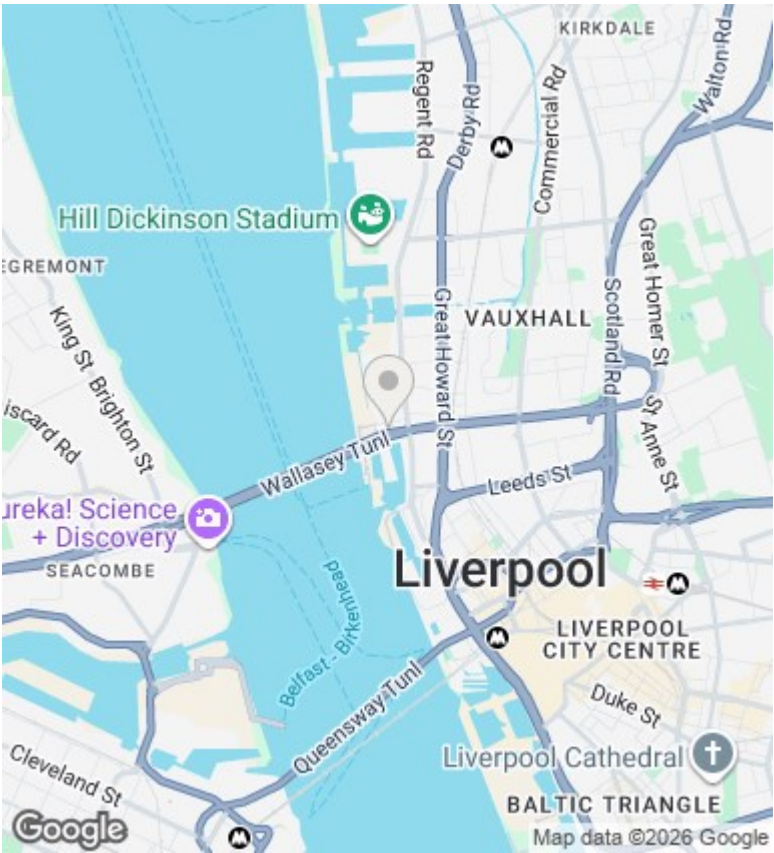 KIRKDALE
Regent Rd
Derby Rd
Commercial Rd
Walton Rd
Hill Dickinson Stadium
EGREMONT
King St
Brighton St
iscard Rd
Great Howard St
VAUXHALL
Scotland Rd
Great Homer St
St Anne St
Wallasey Tunl
Leeds St
ureka! Science
+ Discovery
SEACOMBE
Liverpool
Belfast - Birkenhead
LIVERPOOL
CITY CENTRE
Queensway Tunl
Duke St
Liverpool Cathedral
Cleveland St
BALTIC TRIANGLE
Google
Map data ©2026 Google